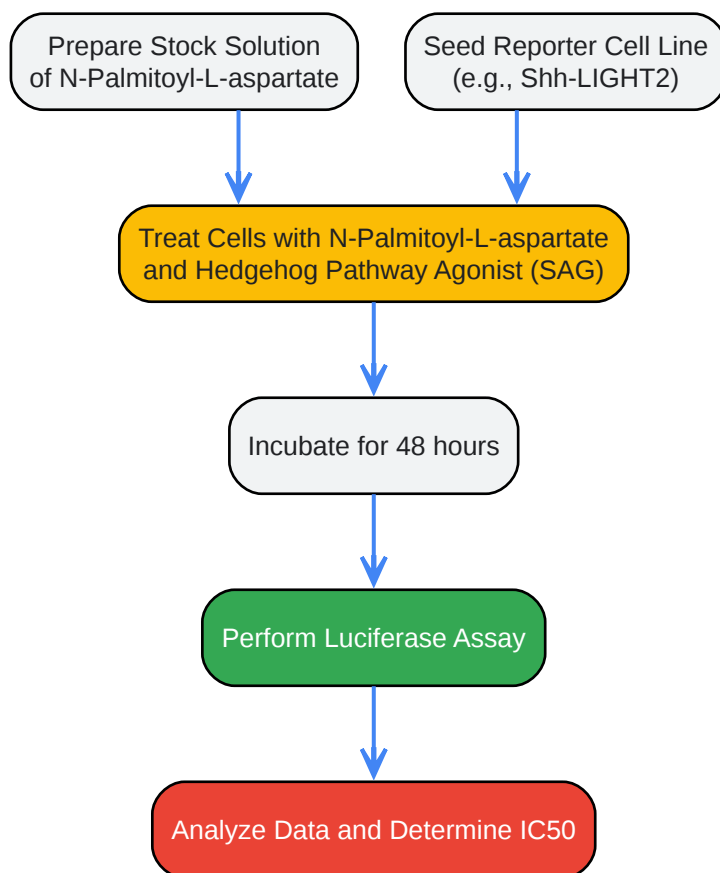 Prepare Stock Solution
of N-Palmitoyl-L-aspartate
Seed Reporter Cell Line
(e.g., Shh-LIGHT2)
Treat Cells with N-Palmitoyl-L-aspartate
and Hedgehog Pathway Agonist (SAG)
Incubate for 48 hours
Perform Luciferase Assay
Analyze Data and Determine IC50